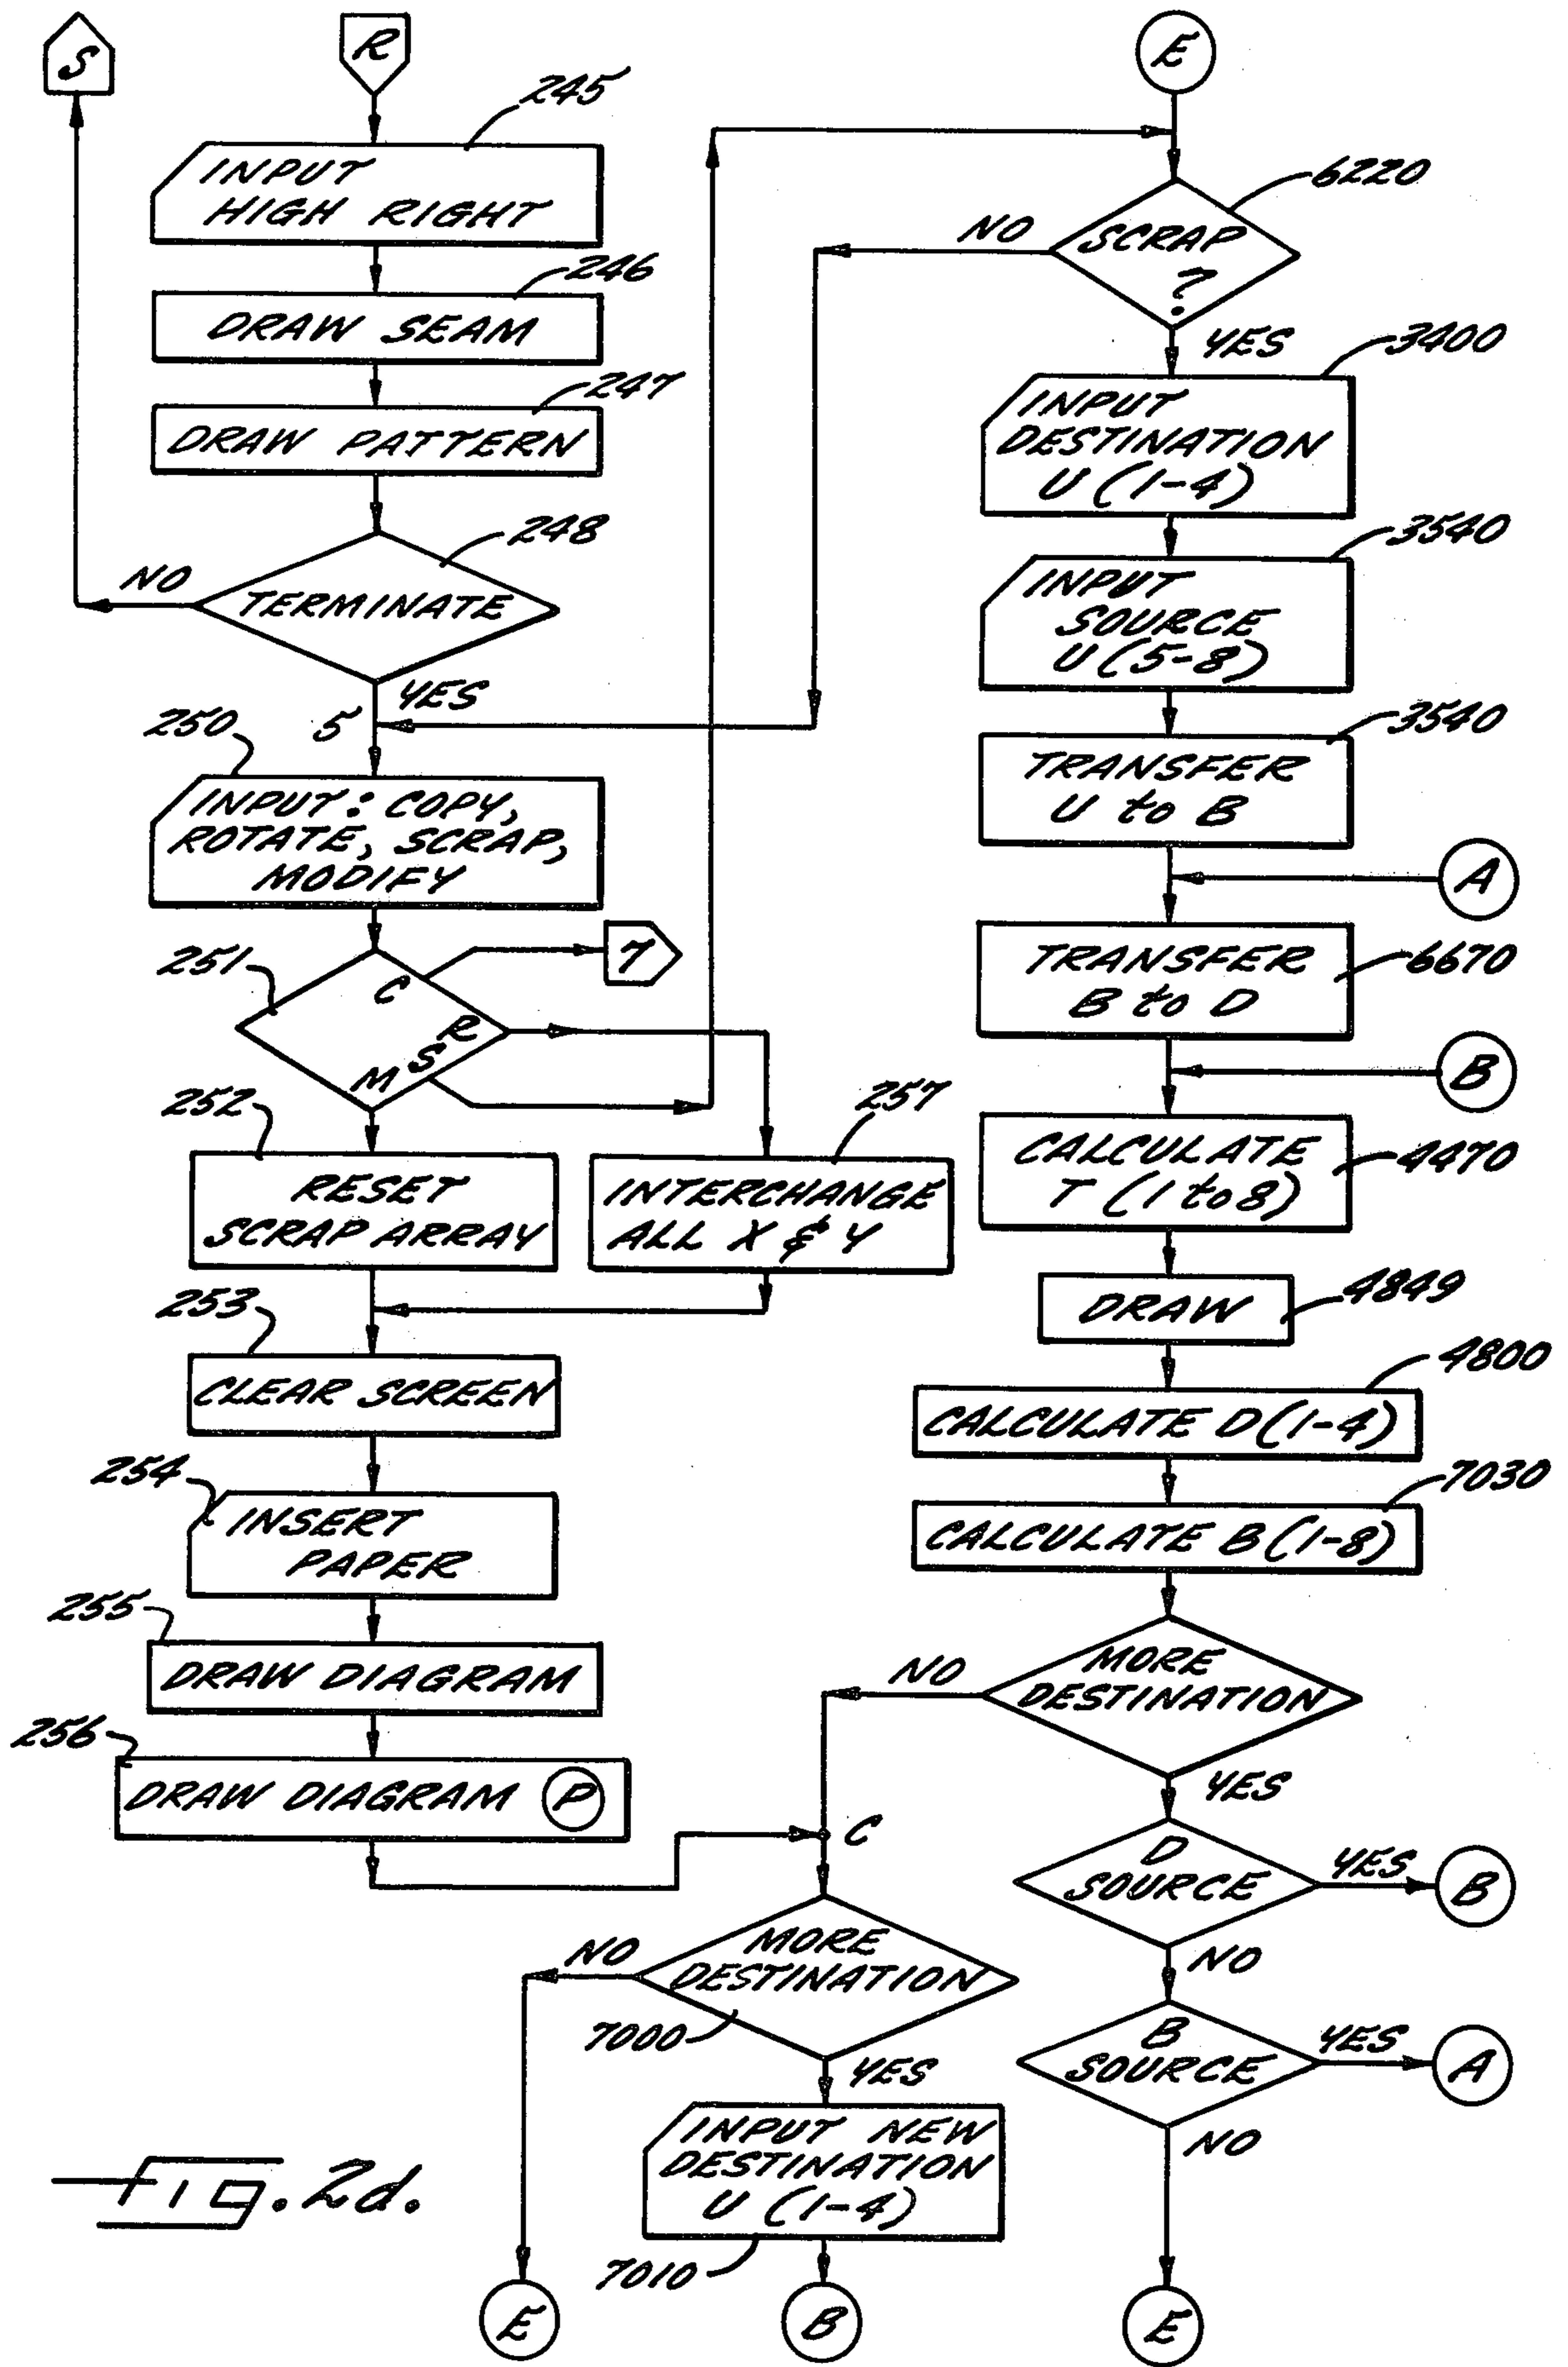 S
R
245
INPUT
HIGH RIGHT
246
DRAW SEAM
247
DRAW PATTERN
248
TERMINATE
NO
YES
5
250
INPUT: COPY,
ROTATE, SCRAP,
MODIFY
251
C
R
S
M
7
252
RESET
SCRAP ARRAY
257
INTERCHANGE
ALL X & Y
253
CLEAR SCREEN
254
INSERT
PAPER
255
DRAW DIAGRAM
256
DRAW DIAGRAM P
C
MORE
DESTINATION
NO
7000
YES
INPUT NEW
DESTINATION
U (1-4)
7010
E
B
E
6220
SCRAP
?
NO
YES
3400
INPUT
DESTINATION
U (1-4)
3540
INPUT
SOURCE
U (5-8)
3540
TRANSFER
U to B
A
TRANSFER
B to D
6670
B
CALCULATE
T (1 to 8)
4470
DRAW
4849
4800
CALCULATE D (1-4)
7030
CALCULATE B (1-8)
MORE
DESTINATION
NO
YES
D
SOURCE
YES
B
NO
B
SOURCE
YES
A
NO
E
fig. 2d.